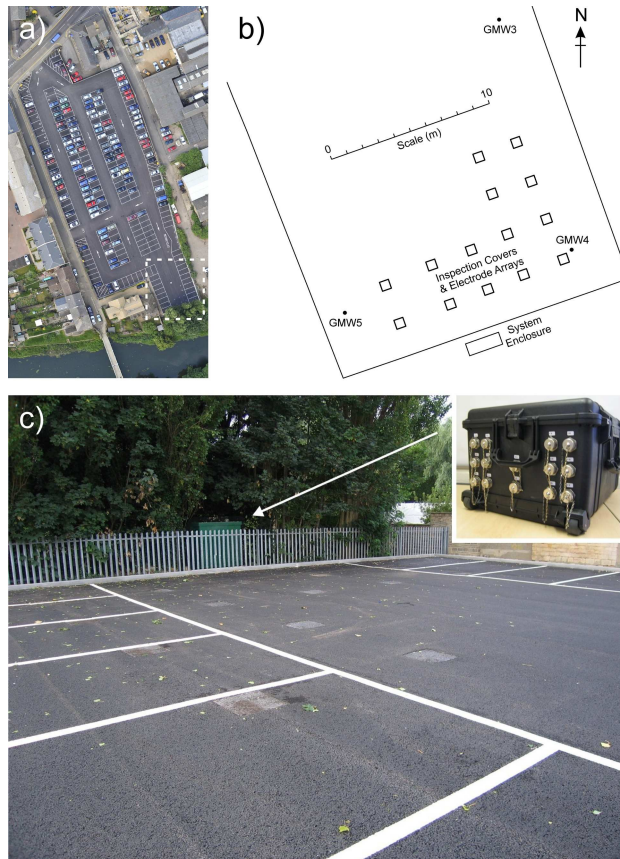 a)
b)
N
GMW3
10
0
Scale (m)
GMW4
Inspection Covers
& Electrode Arrays
GMW5
System
Enclosure
c)